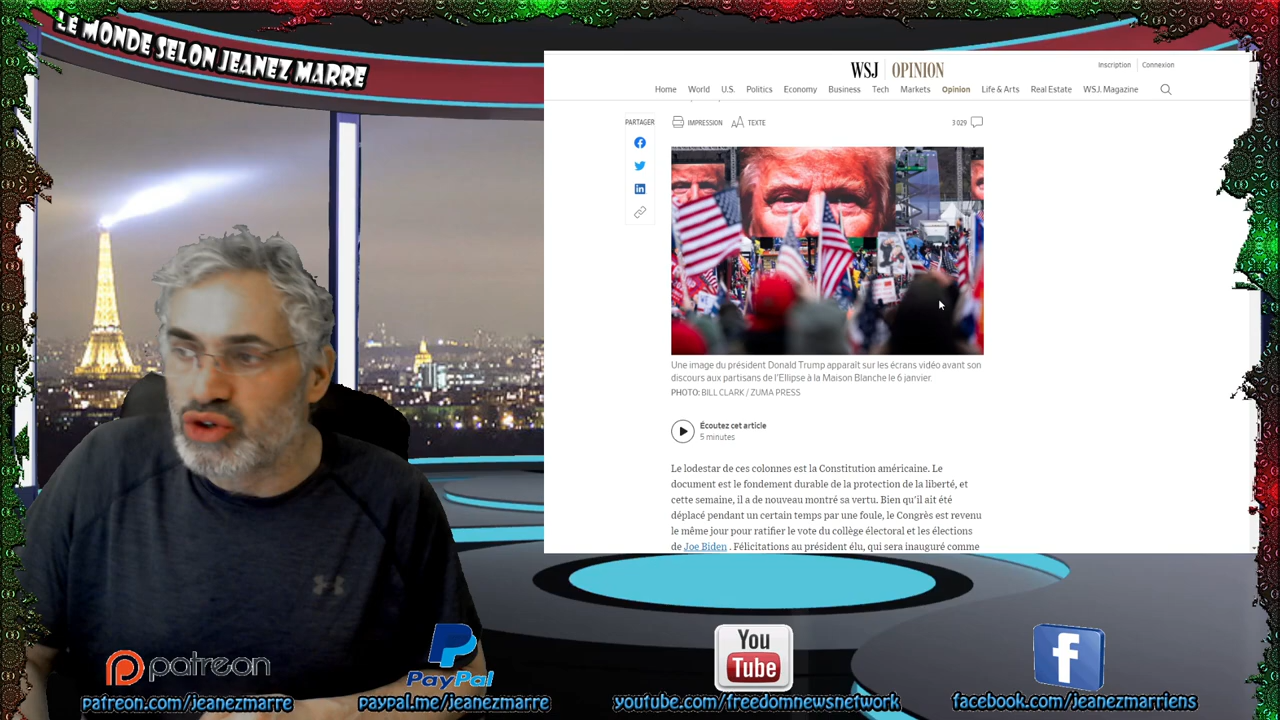 LE MONDE SELON JEANEZ MARRE
WSJ OPINION
Inscription Connexion
Home World U.S. Politics Economy Business Tech Markets Opinion Life & Arts Real Estate WSJ. Magazine
PARTAGER
IMPRESSION TEXTE
3 029
Une image du président Donald Trump apparaît sur les écrans vidéo avant son
discours aux partisans de l'Ellipse à la Maison Blanche le 6 janvier.
PHOTO: BILL CLARK / ZUMA PRESS
Écoutez cet article
5 minutes
Le lodestar de ces colonnes est la Constitution américaine. Le
document est le fondement durable de la protection de la liberté, et
cette semaine, il a de nouveau montré sa vertu. Bien qu'il ait été
déplacé pendant un certain temps par une foule, le Congrès est revenu
le même jour pour ratifier le vote du collège électoral et les élections
de Joe Biden . Félicitations au président élu, qui sera inauguré comme
patreon
PayPal
You
Tube
f
patreon.com/jeanezmarre
paypal.me/jeanezmarre
youtube.com/freedomnewsnetwork
facebook.com/jeanezmarriens